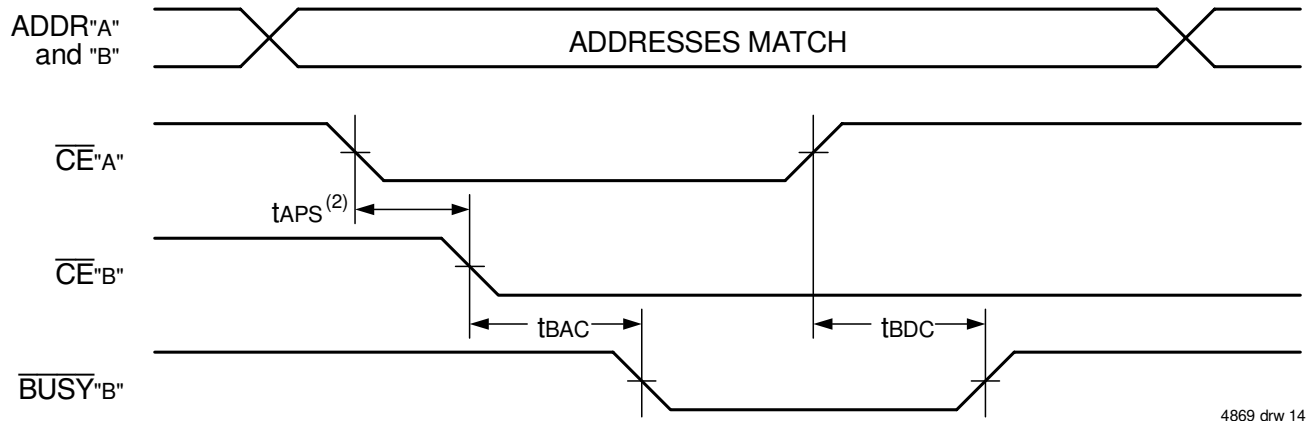 ADDR"A"
and "B"
ADDRESSES MATCH
CE"A"
tAPS (2)
CE"B"
tBAC
tBDC
BUSY"B"
4869 drw 14